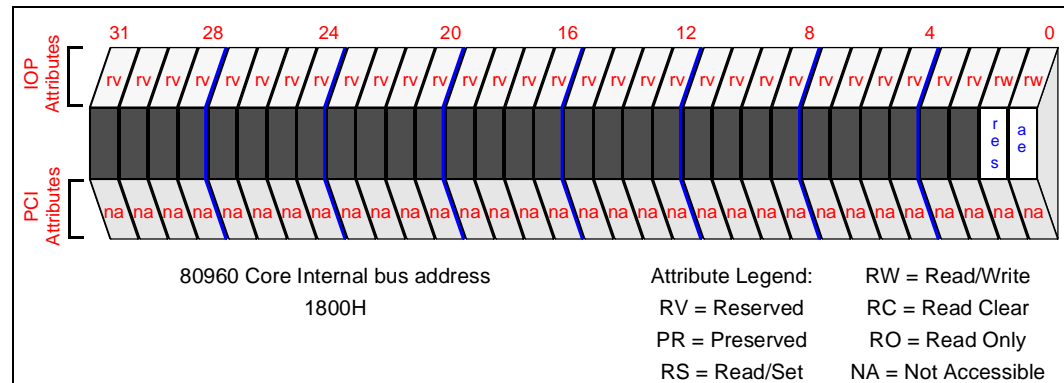 31 28 24 20 16 12 8 4 0
IOP
Attributes
rv rv rv rv rv rv rv rv rv rv rv rv rv rv rv rv rv rv rv rv rv rv rv rv rv rv rv rv rv rv rw rw
res
ae
PCI
Attributes
na na na na na na na na na na na na na na na na na na na na na na na na na na na na na na na na
80960 Core Internal bus address
1800H
Attribute Legend:
RV = Reserved
PR = Preserved
RS = Read/Set
RW = Read/Write
RC = Read Clear
RO = Read Only
NA = Not Accessible